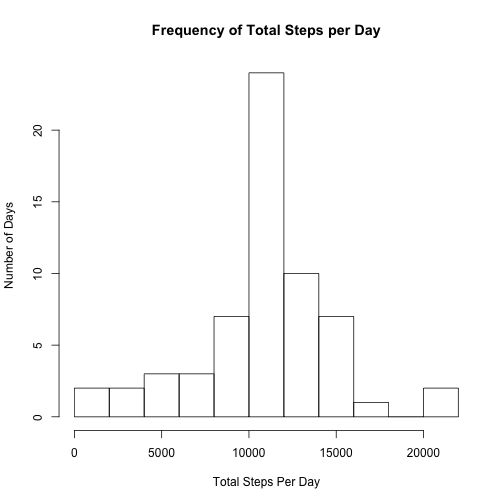 Frequency of Total Steps per Day
Number of Days
20
15
10
5
0
0 5000 10000 15000 20000
Total Steps Per Day